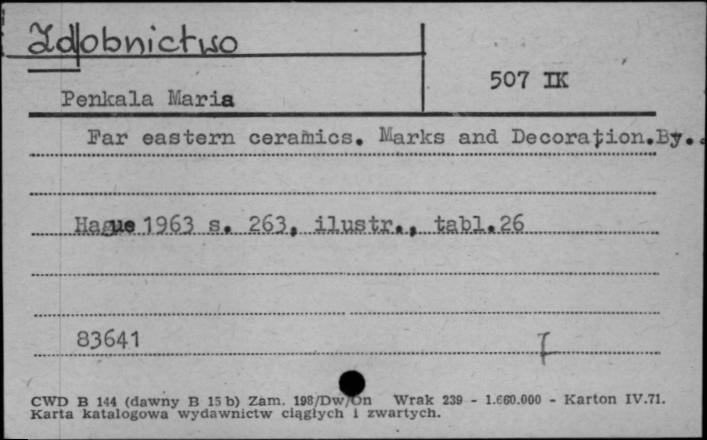 Zdobnictwo
507 IK
Penkala Maria
Far eastern ceramics. Marks and Decoration.By..
Hague 1963 s. 263, ilustr., tabl.26
83641
CWD B 144 (dawny B 15 b) Zam. 198/Dw/On Wrak 239 - 1.660.000 - Karton IV.71.
Karta katalogowa wydawnictw ciągłych i zwartych.